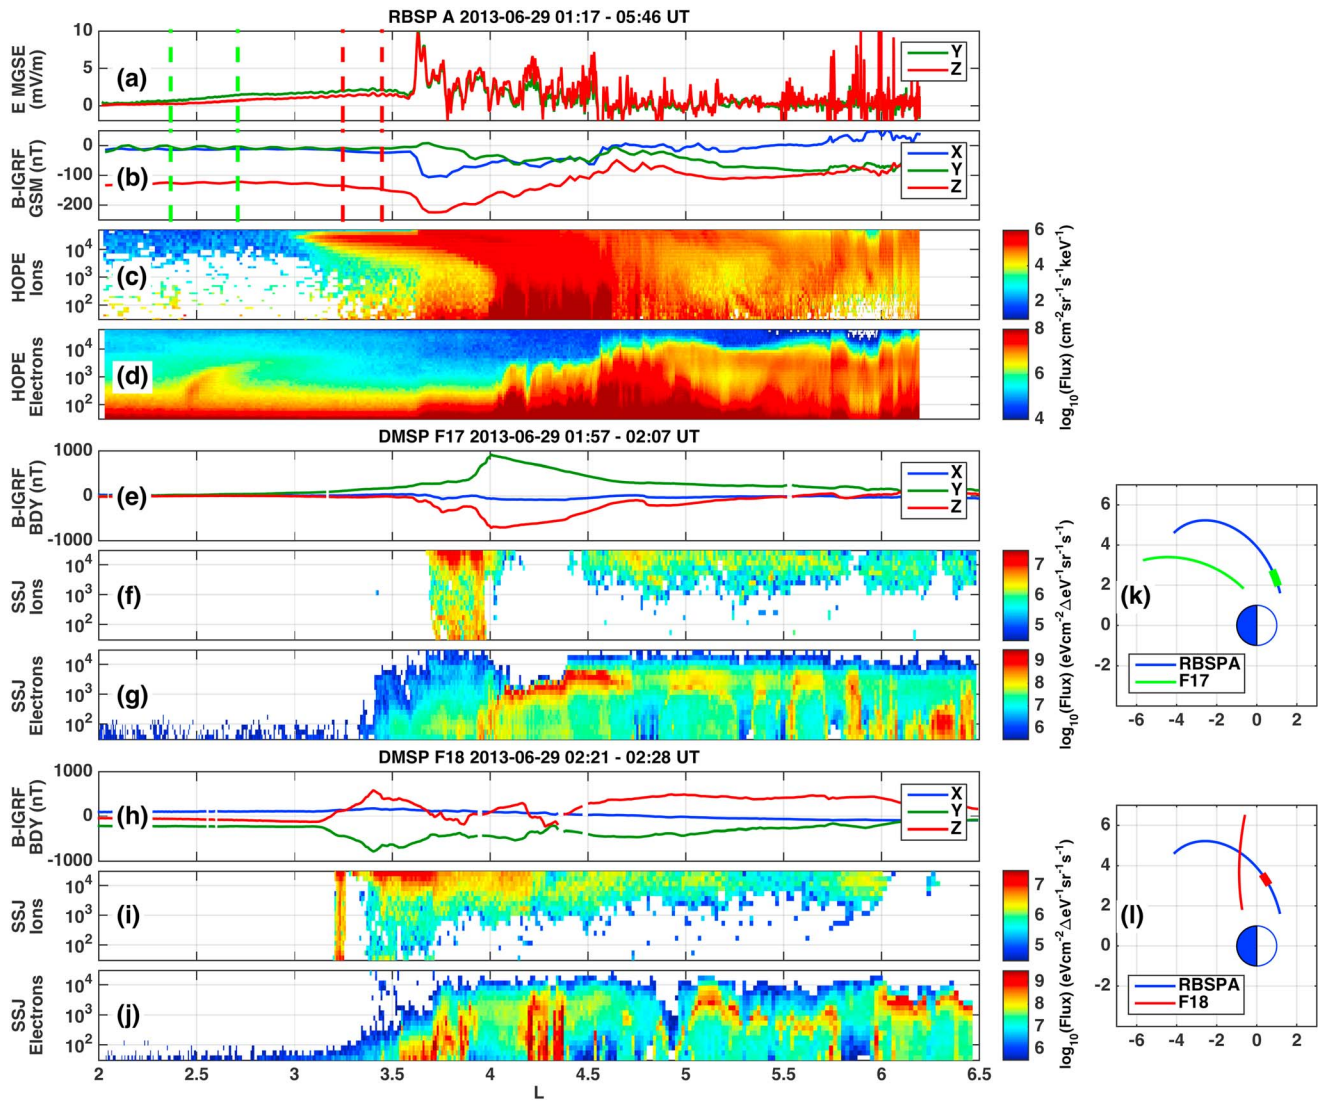 RBSP A 2013-06-29 01:17 - 05:46 UT
E MGSE
(mV/m)
10
5
0
(a)
Y
Z
B-IGRF
GSM (nT)
0
-100
-200
(b)
X
Y
Z
HOPE
Ions
10^4
10^3
10^2
(c)
6
4
2
log10(Flux) (cm^-2 sr^-1 s^-1 keV^-1)
HOPE
Electrons
10^4
10^3
10^2
(d)
8
6
4
DMSP F17 2013-06-29 01:57 - 02:07 UT
B-IGRF
BDY (nT)
1000
0
-1000
(e)
X
Y
Z
SSJ
Ions
10^4
10^3
10^2
(f)
7
6
5
log10(Flux) (eVcm^-2 ΔeV^-1 sr^-1 s^-1)
SSJ
Electrons
10^4
10^3
10^2
(g)
9
8
7
6
6
4
2
0
-2
(k)
RBSPA
F17
-6 -4 -2 0 2
DMSP F18 2013-06-29 02:21 - 02:28 UT
B-IGRF
BDY (nT)
1000
0
-1000
(h)
X
Y
Z
SSJ
Ions
10^4
10^3
10^2
(i)
7
6
5
log10(Flux) (eVcm^-2 ΔeV^-1 sr^-1 s^-1)
SSJ
Electrons
10^4
10^3
10^2
(j)
9
8
7
6
2 2.5 3 3.5 4 4.5 5 5.5 6 6.5
L
6
4
2
0
-2
(l)
RBSPA
F18
-6 -4 -2 0 2